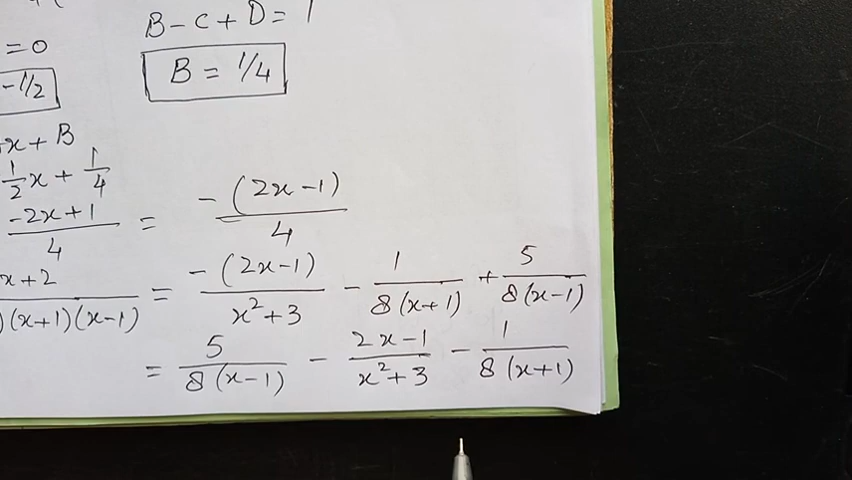 B - C + D = 1
= 0
B = 1/4
-1/2
x + B
1/2 x + 1/4
(-2x+1)/4 = -(2x-1)/4
x+2/)(x+1)(x-1) = -(2x-1)/(x²+3) - 1/(8(x+1)) + 5/(8(x-1))
= 5/(8(x-1)) - (2x-1)/(x²+3) - 1/(8(x+1))